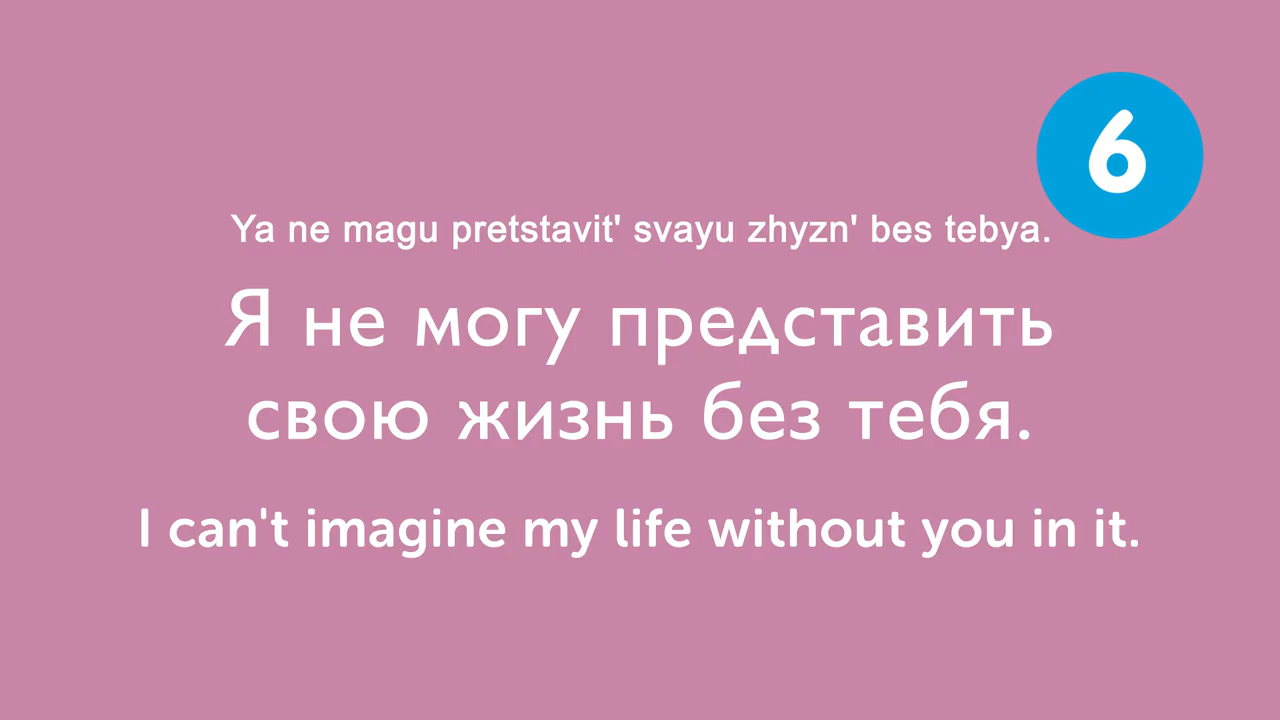 6
Ya ne magu pretstavit' svayu zhyzn' bes tebya.
Я не могу представить
свою жизнь без тебя.
I can't imagine my life without you in it.